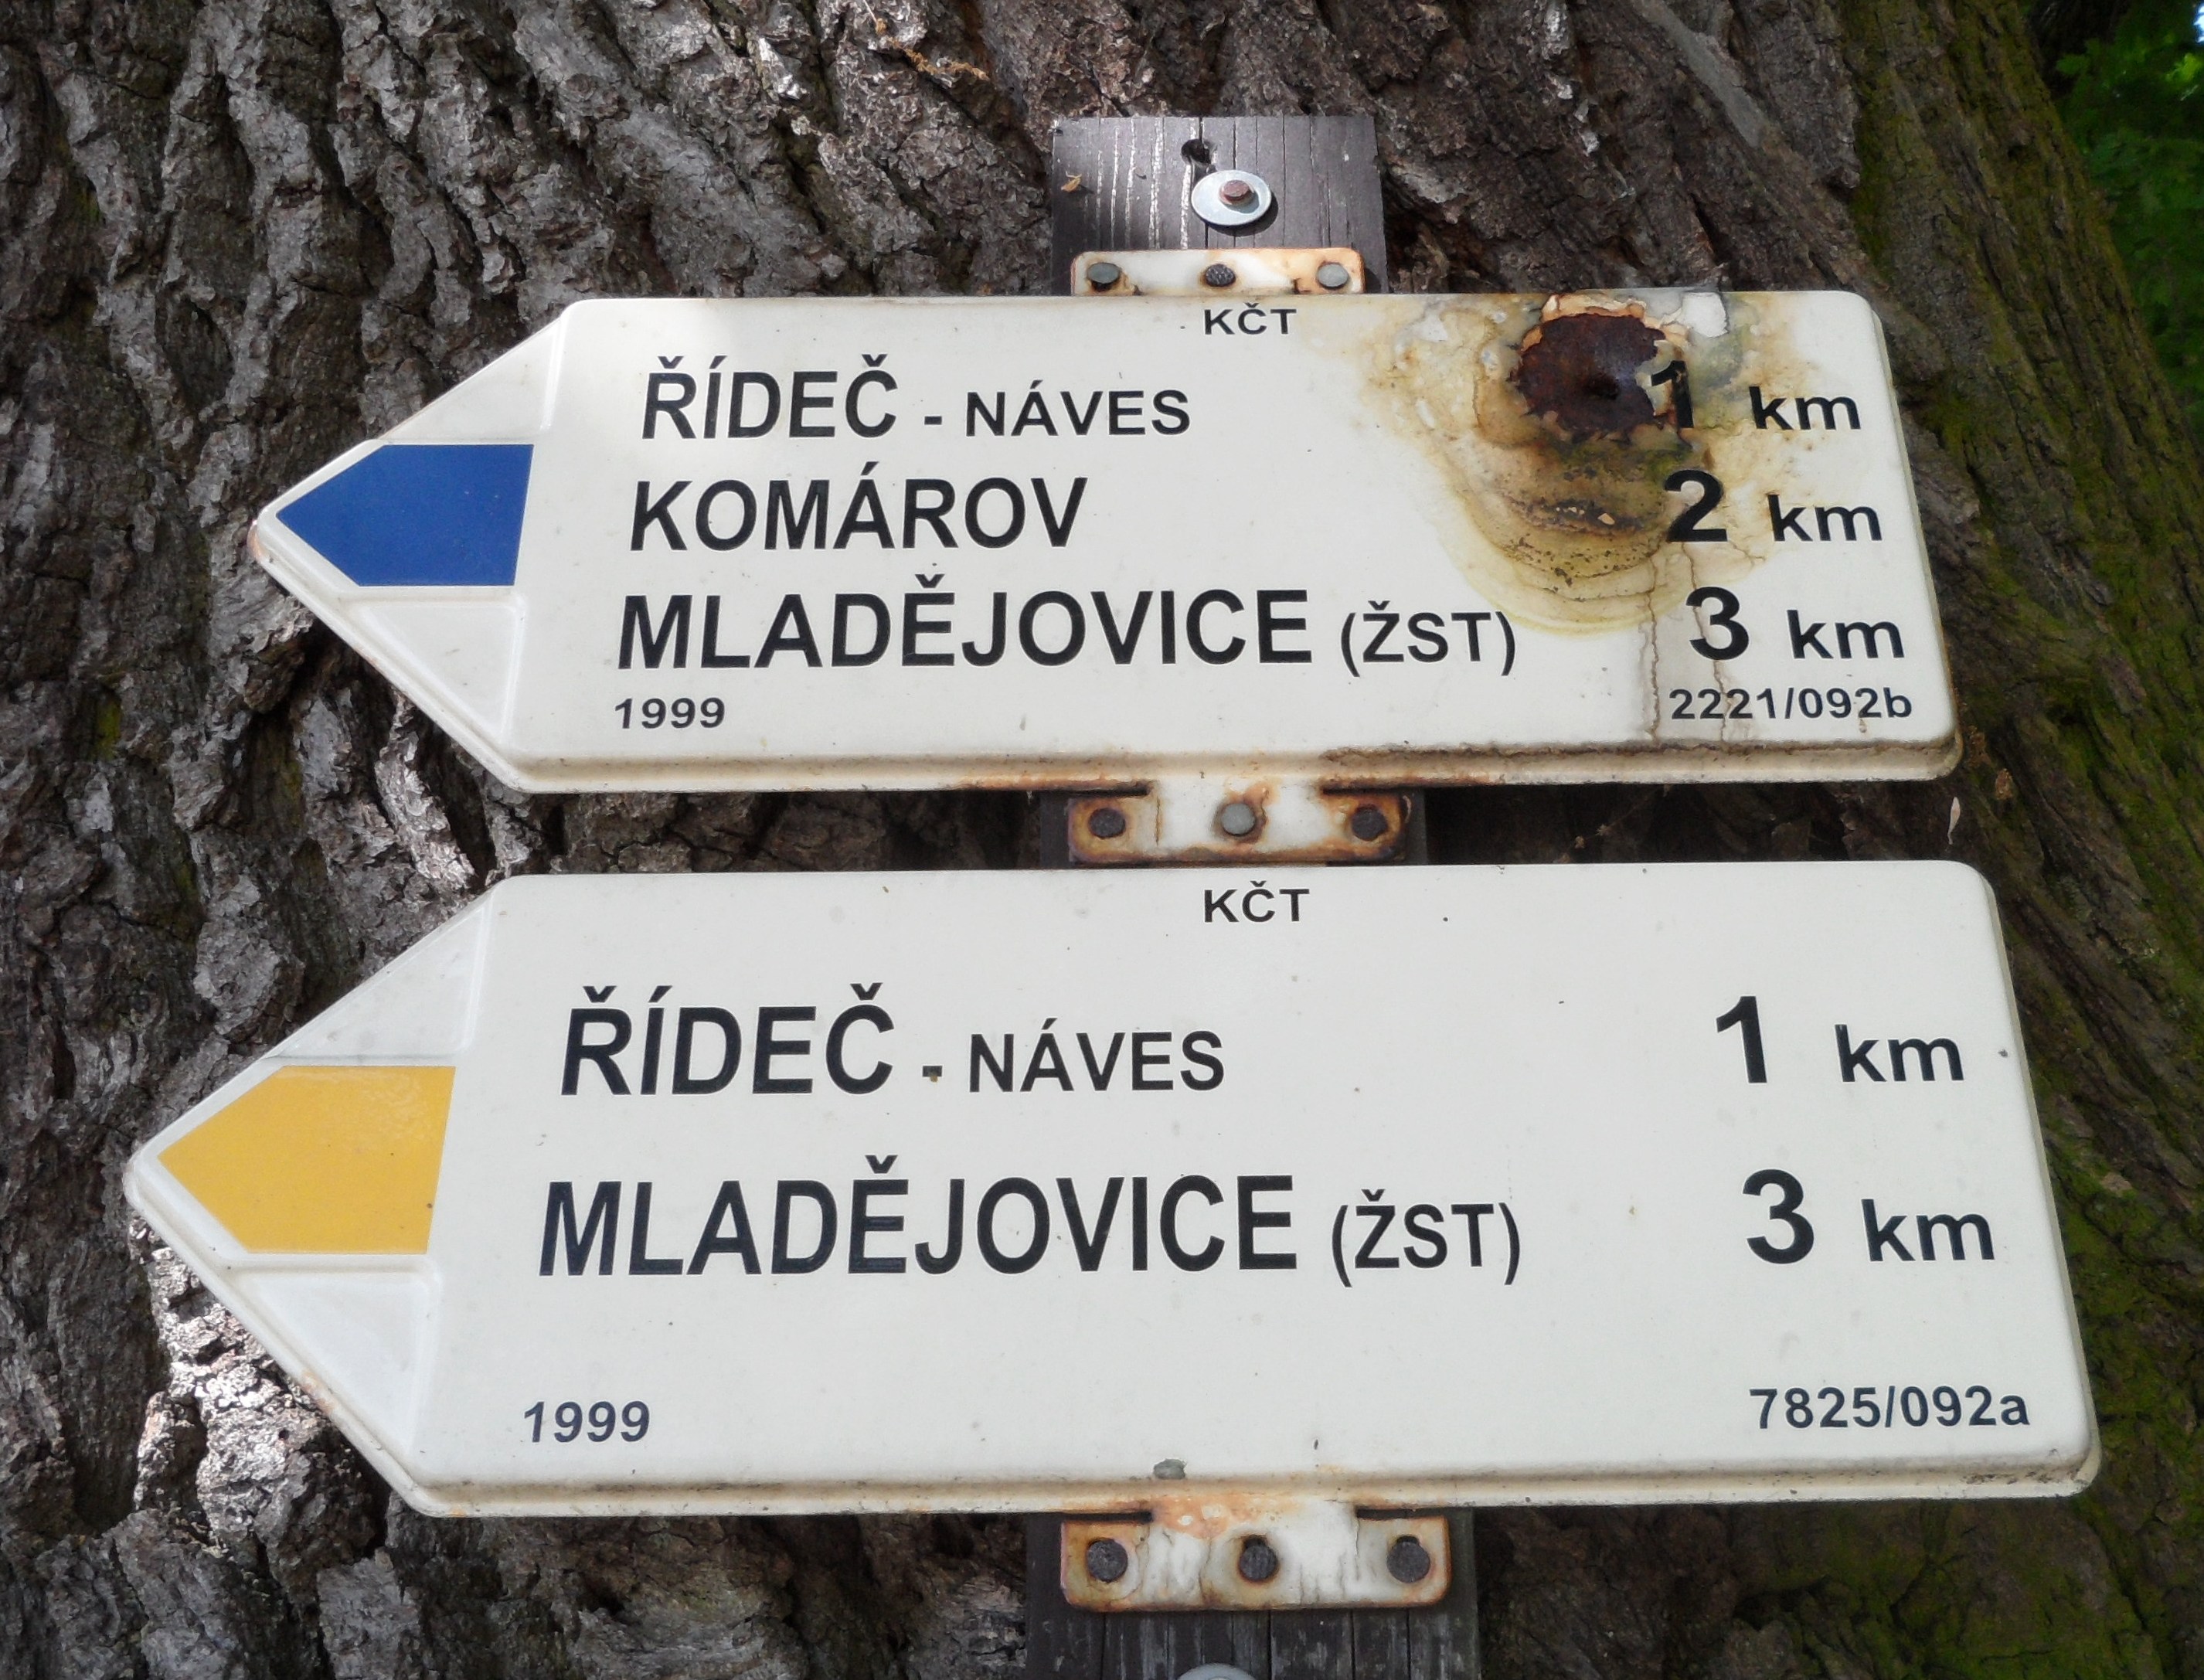 KČT
ŘÍDEČ - NÁVES 1 km
KOMÁROV 2 km
MLADĚJOVICE (ŽST) 3 km
1999 2221/092b
KČT
ŘÍDEČ - NÁVES 1 km
MLADĚJOVICE (ŽST) 3 km
1999 7825/092a